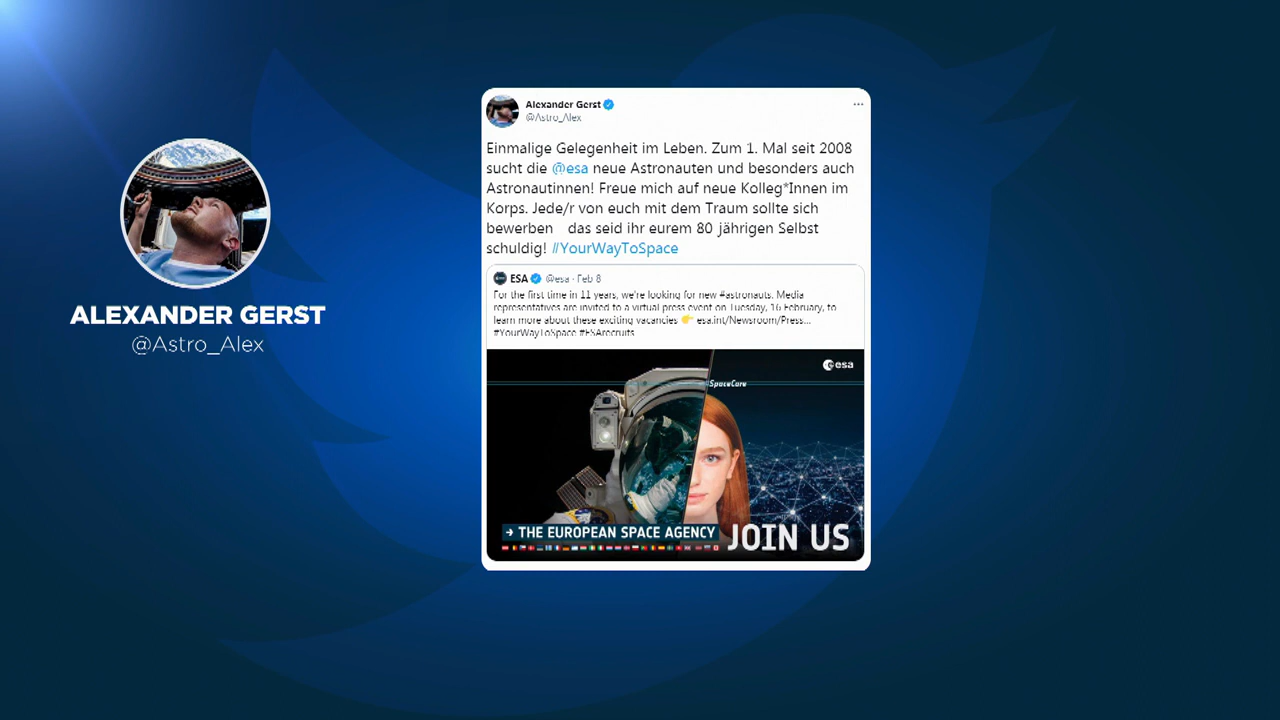 ALEXANDER GERST
@Astro_Alex
Alexander Gerst
@Astro_Alex
Einmalige Gelegenheit im Leben. Zum 1. Mal seit 2008
sucht die @esa neue Astronauten und besonders auch
Astronautinnen! Freue mich auf neue Kolleg*Innen im
Korps. Jede/r von euch mit dem Traum sollte sich
bewerben das seid ihr eurem 80 jährigen Selbst
schuldig! #YourWayToSpace
ESA @esa · Feb 8
For the first time in 11 years, we're looking for new #astronauts. Media
representatives are invited to a virtual press event on Tuesday, 16 February, to
learn more about these exciting vacancies 👉 esa.int/Newsroom/Press...
#YourWayToSpace #ESArecruits
esa
#SpaceCare
→ THE EUROPEAN SPACE AGENCY
JOIN US